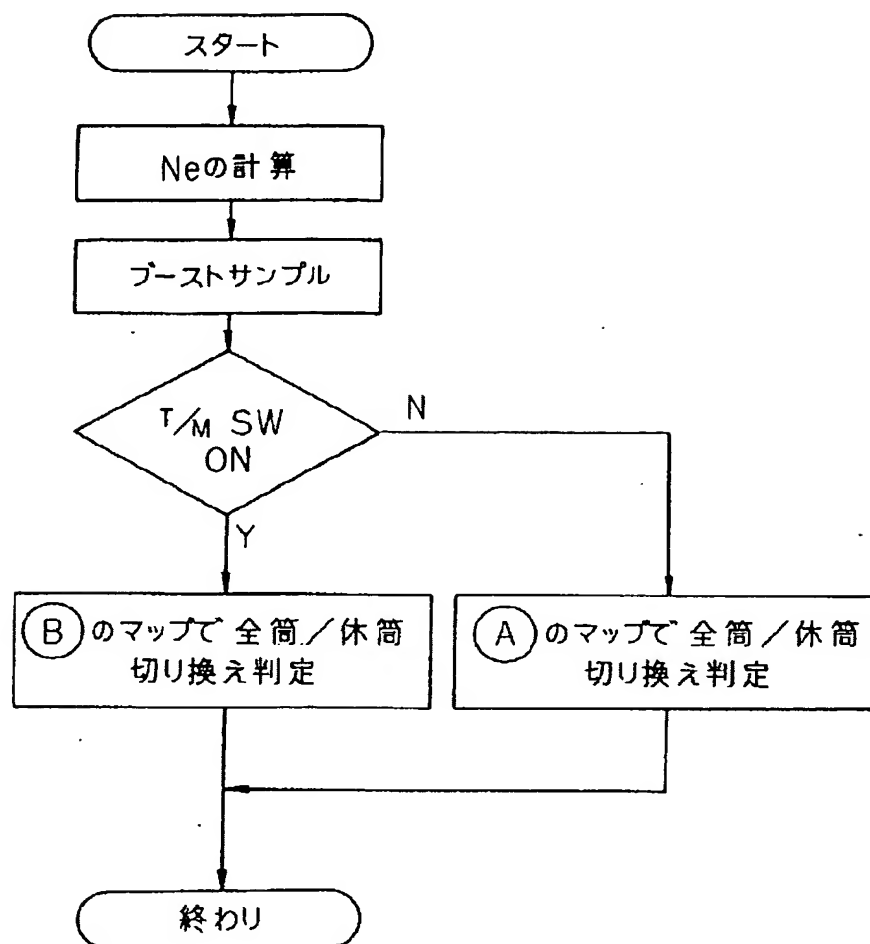 スタート
Neの計算
ブーストサンプル
T/M SW
ON
N
Y
Ⓑのマップで全筒/休筒
切り換え判定
Ⓐのマップで全筒/休筒
切り換え判定
終わり